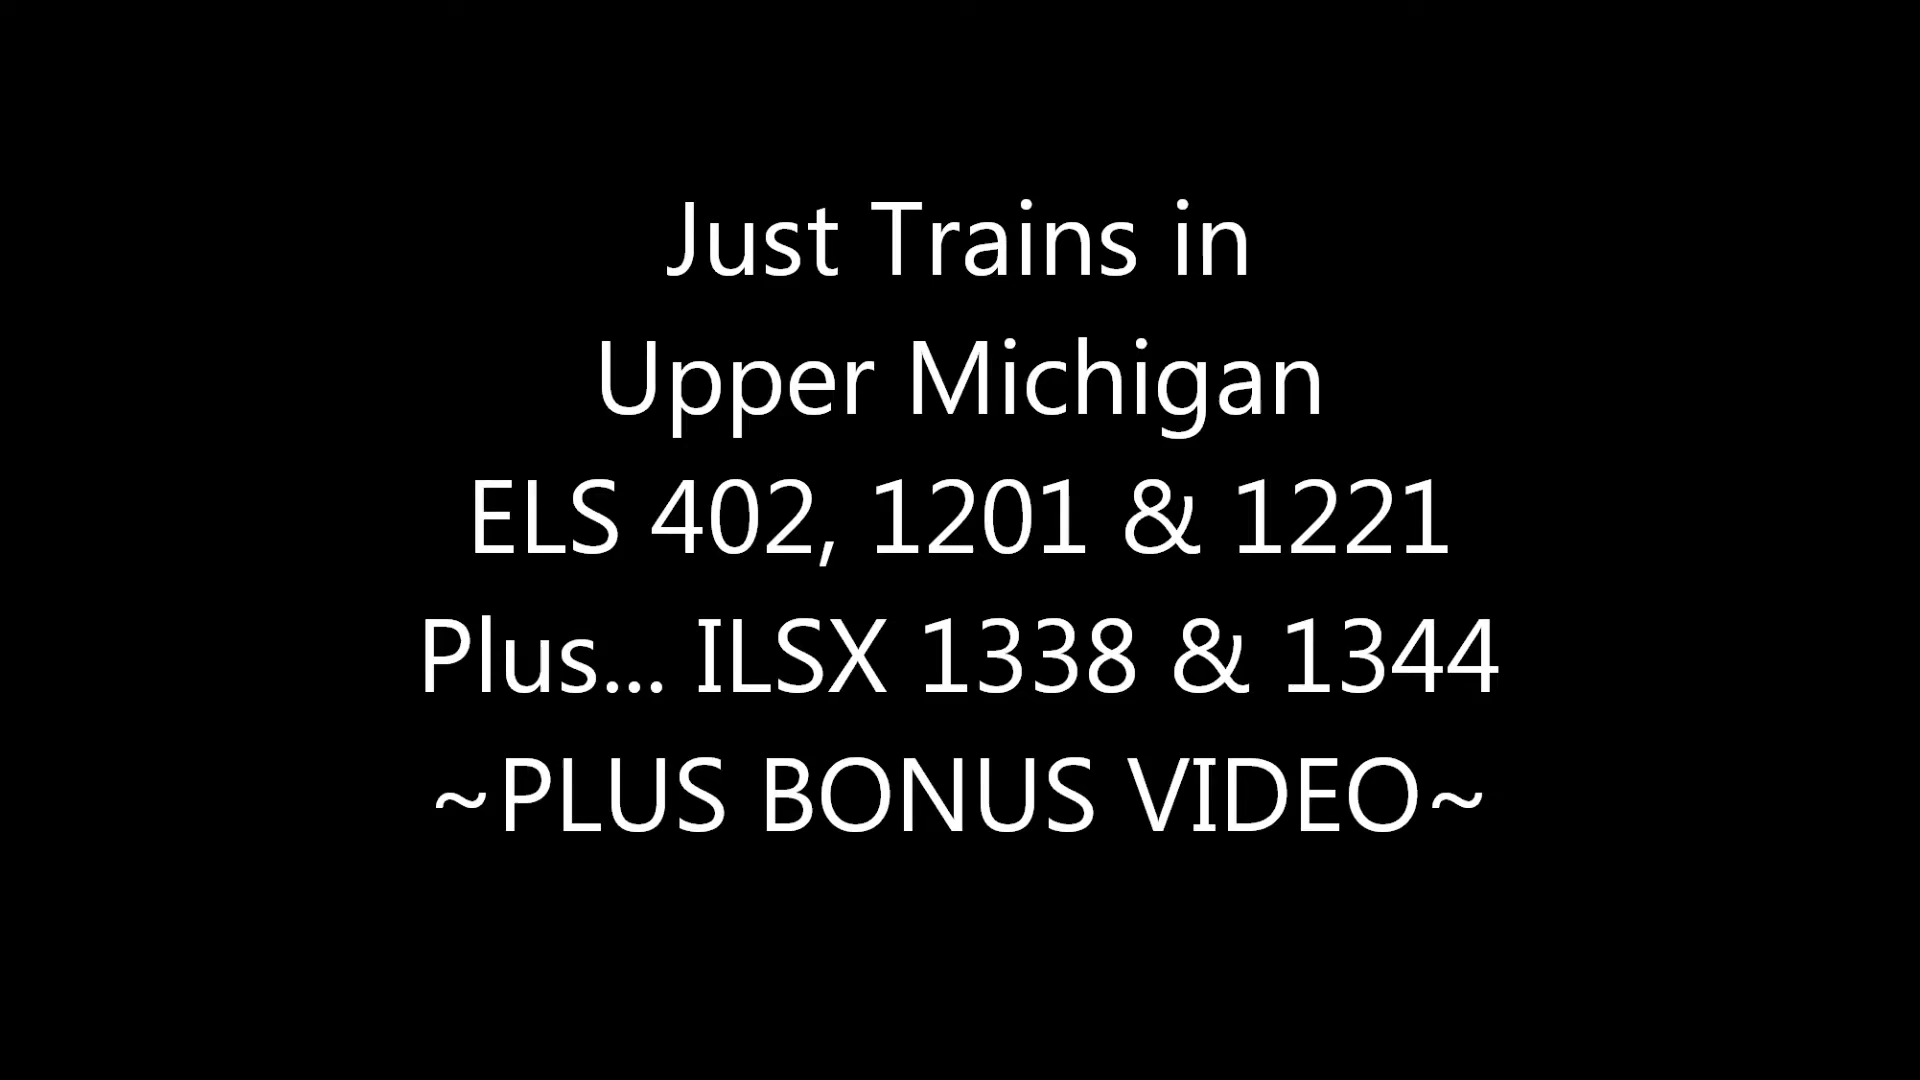 Just Trains in
Upper Michigan
ELS 402, 1201 & 1221
Plus... ILSX 1338 & 1344
~PLUS BONUS VIDEO~